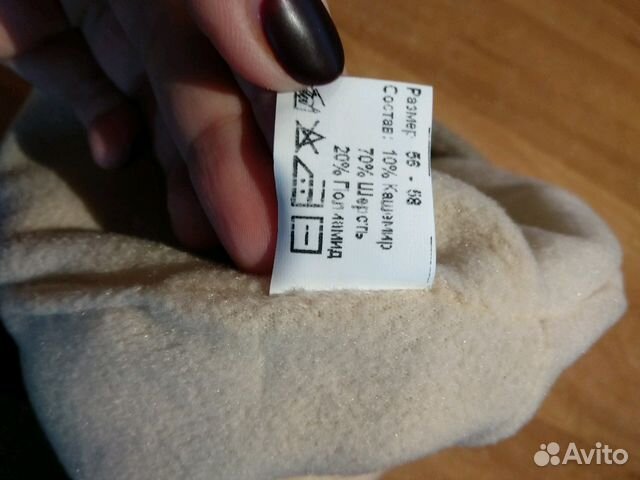 Размер 56 - 58
Состав: 10% Кашемир
70% Шерсть
20% Полиамид
Avito